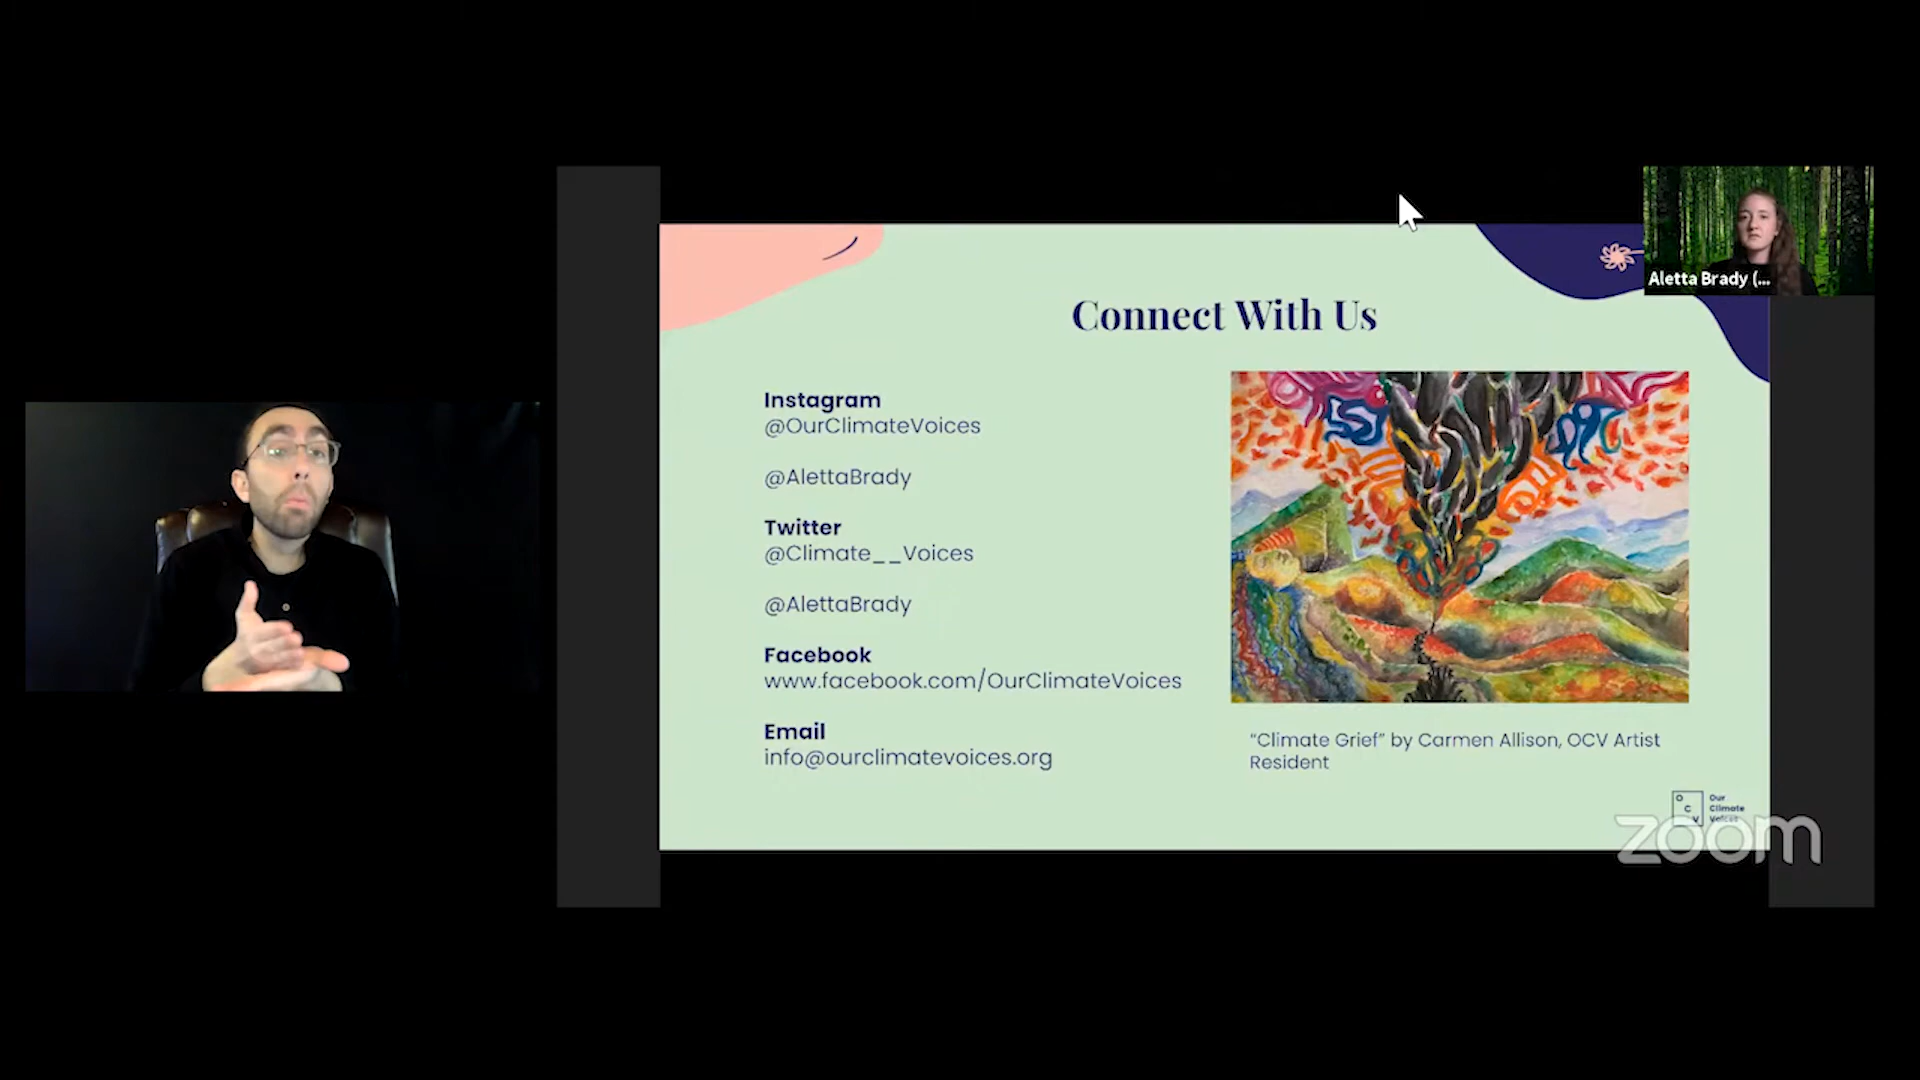 Aletta Brady (...
Connect With Us
Instagram
@OurClimateVoices
@AlettaBrady
Twitter
@Climate__Voices
@AlettaBrady
Facebook
www.facebook.com/OurClimateVoices
Email
info@ourclimatevoices.org
“Climate Grief” by Carmen Allison, OCV Artist
Resident
O
C
V
Our
Climate
Voices
zoom